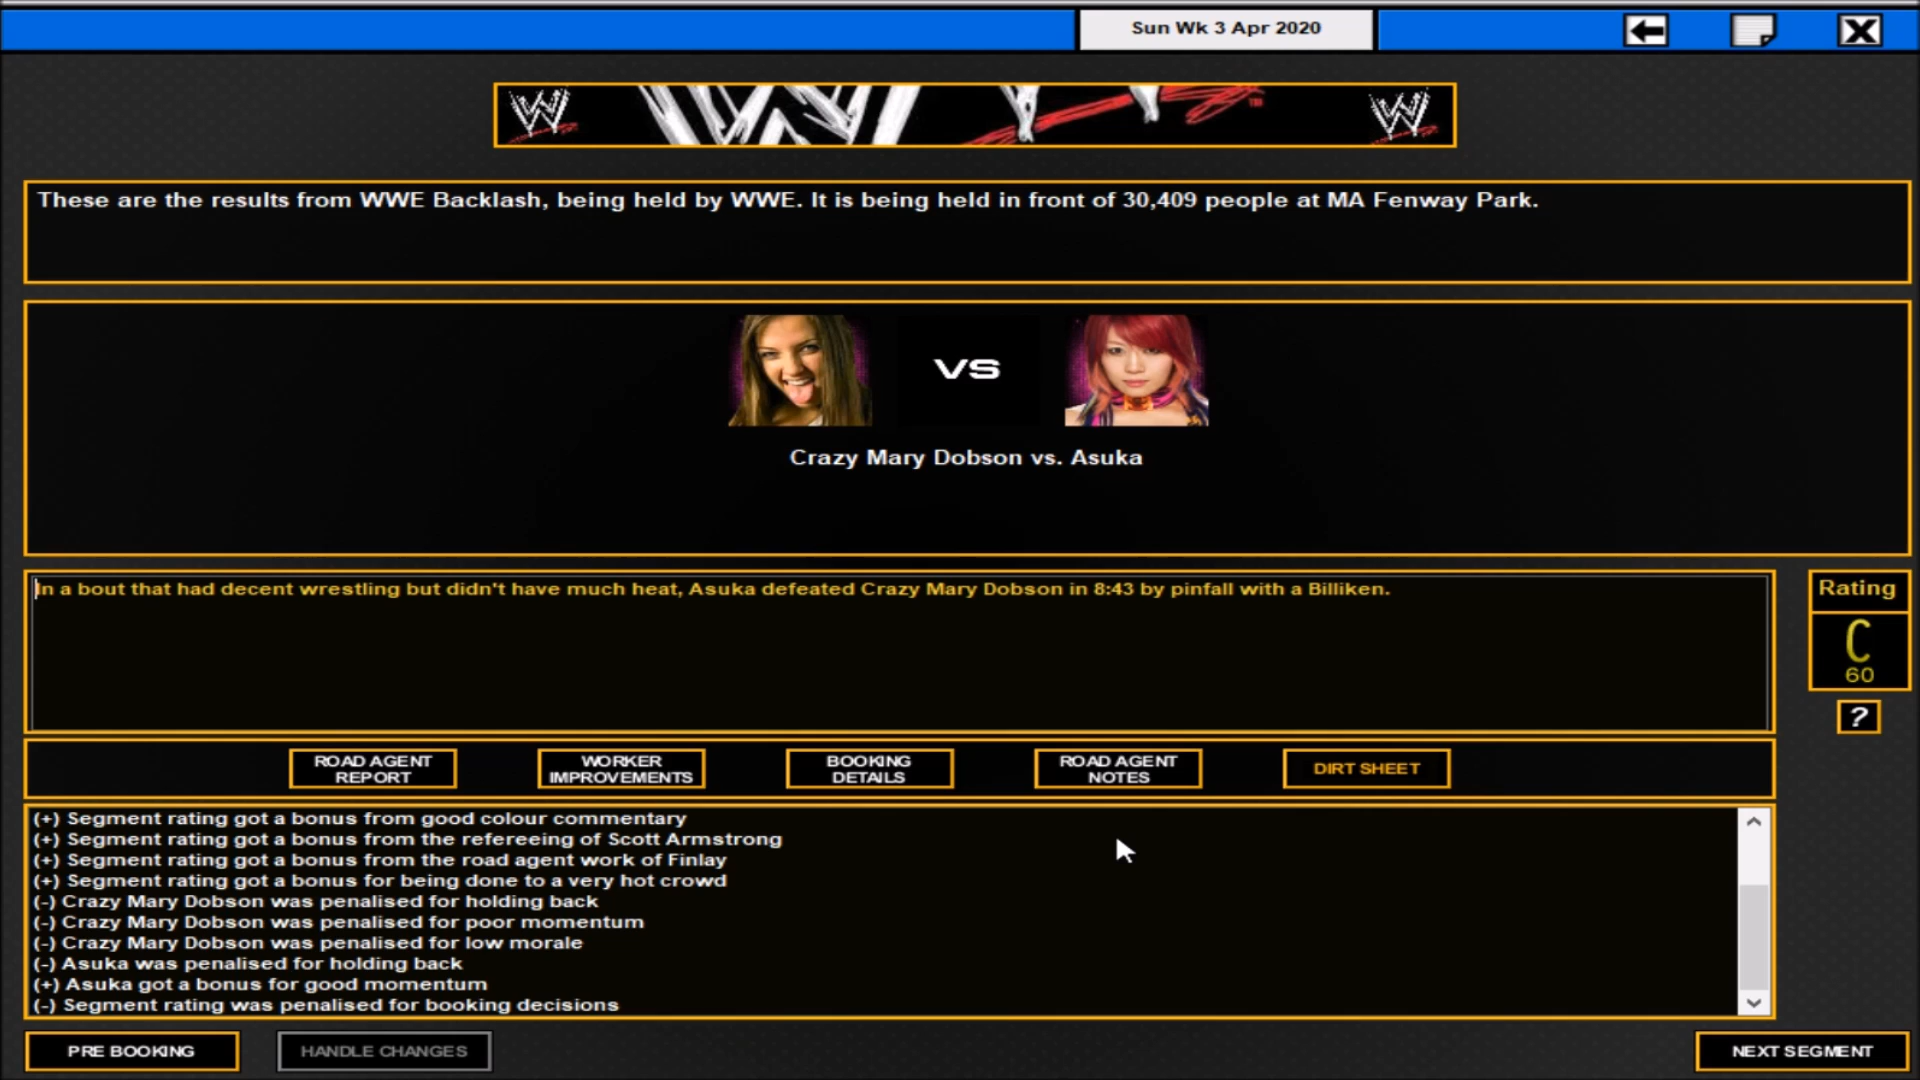 Sun Wk 3 Apr 2020
These are the results from WWE Backlash, being held by WWE. It is being held in front of 30,409 people at MA Fenway Park.
VS
Crazy Mary Dobson vs. Asuka
In a bout that had decent wrestling but didn't have much heat, Asuka defeated Crazy Mary Dobson in 8:43 by pinfall with a Billiken.
Rating
C
60
?
ROAD AGENT REPORT
WORKER IMPROVEMENTS
BOOKING DETAILS
ROAD AGENT NOTES
DIRT SHEET
(+) Segment rating got a bonus from good colour commentary
(+) Segment rating got a bonus from the refereeing of Scott Armstrong
(+) Segment rating got a bonus from the road agent work of Finlay
(+) Segment rating got a bonus for being done to a very hot crowd
(-) Crazy Mary Dobson was penalised for holding back
(-) Crazy Mary Dobson was penalised for poor momentum
(-) Crazy Mary Dobson was penalised for low morale
(-) Asuka was penalised for holding back
(+) Asuka got a bonus for good momentum
(-) Segment rating was penalised for booking decisions
PRE BOOKING
HANDLE CHANGES
NEXT SEGMENT